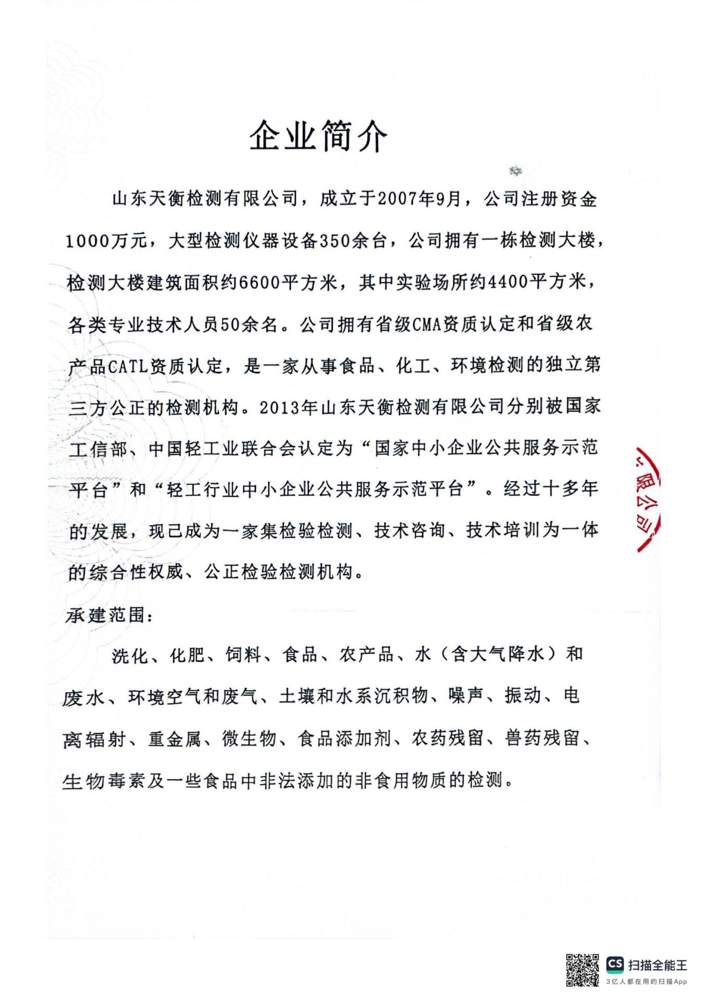 企业简介
山东天衡检测有限公司，成立于2007年9月，公司注册资金
1000万元，大型检测仪器设备350余台，公司拥有一栋检测大楼，
检测大楼建筑面积约6600平方米，其中实验场所约4400平方米，
各类专业技术人员50余名。公司拥有省级CMA资质认定和省级农
产品CATL资质认定，是一家从事食品、化工、环境检测的独立第
三方公正的检测机构。2013年山东天衡检测有限公司分别被国家
工信部、中国轻工业联合会认定为“国家中小企业公共服务示范
平台”和“轻工行业中小企业公共服务示范平台”。经过十多年
的发展，现己成为一家集检验检测、技术咨询、技术培训为一体
的综合性权威、公正检验检测机构。
承建范围：
洗化、化肥、饲料、食品、农产品、水（含大气降水）和
废水、环境空气和废气、土壤和水系沉积物、噪声、振动、电
离辐射、重金属、微生物、食品添加剂、农药残留、兽药残留、
生物毒素及一些食品中非法添加的非食用物质的检测。
限公司
CS 扫描全能王
3亿人都在用的扫描App